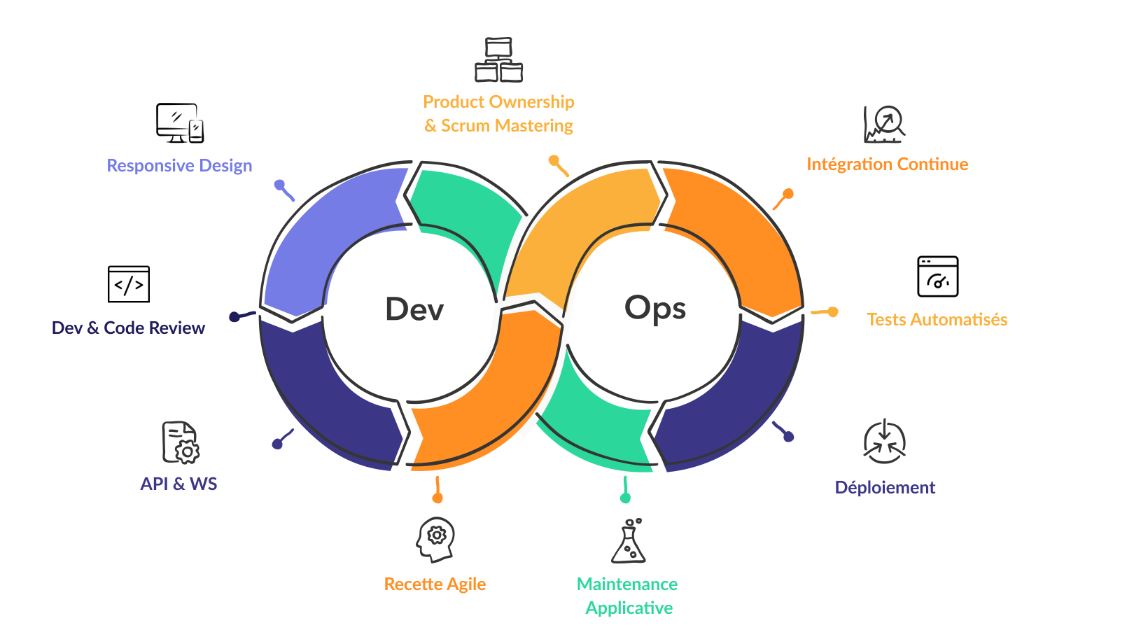 Product Ownership
& Scrum Mastering
Responsive Design
Intégration Continue
Dev & Code Review
</>
Dev
Ops
Tests Automatisés
API & WS
Déploiement
Recette Agile
Maintenance
Applicative